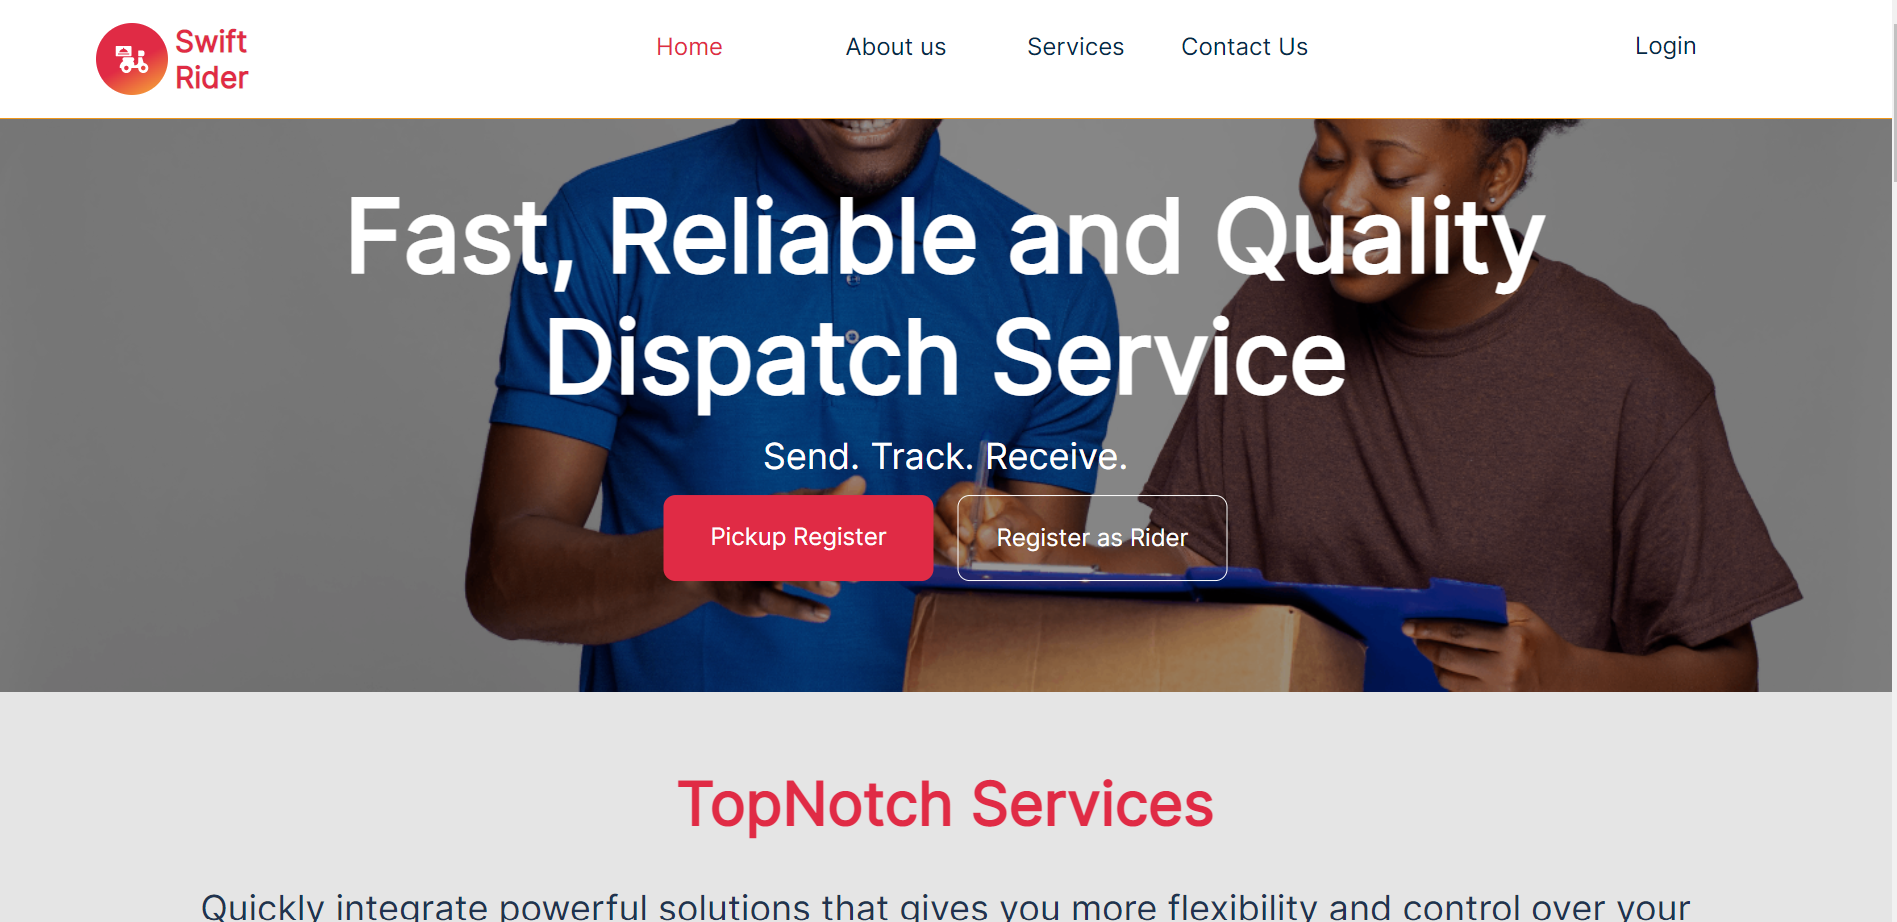 Swift
Rider
Home
About us
Services
Contact Us
Login
Fast, Reliable and Quality
Dispatch Service
Send. Track. Receive.
Pickup Register
Register as Rider
TopNotch Services
Quickly integrate powerful solutions that gives you more flexibility and control over your